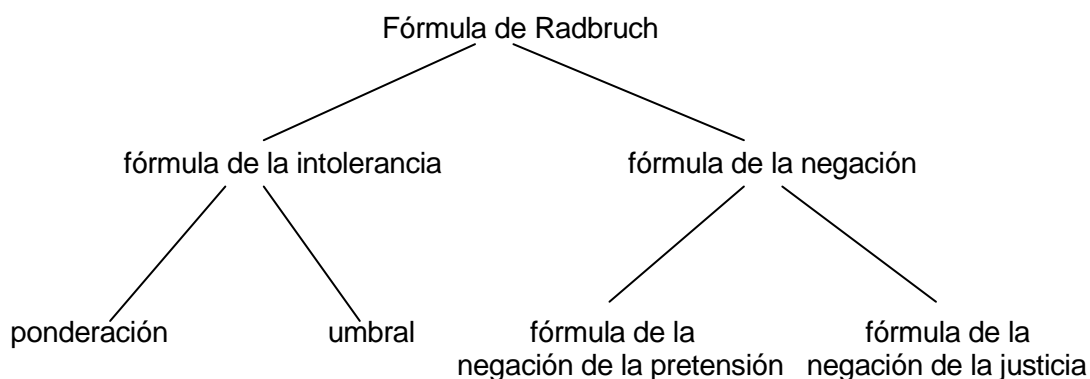 Fórmula de Radbruch
fórmula de la intolerancia
fórmula de la negación
ponderación
umbral
fórmula de la
negación de la pretensión
fórmula de la
negación de la justicia